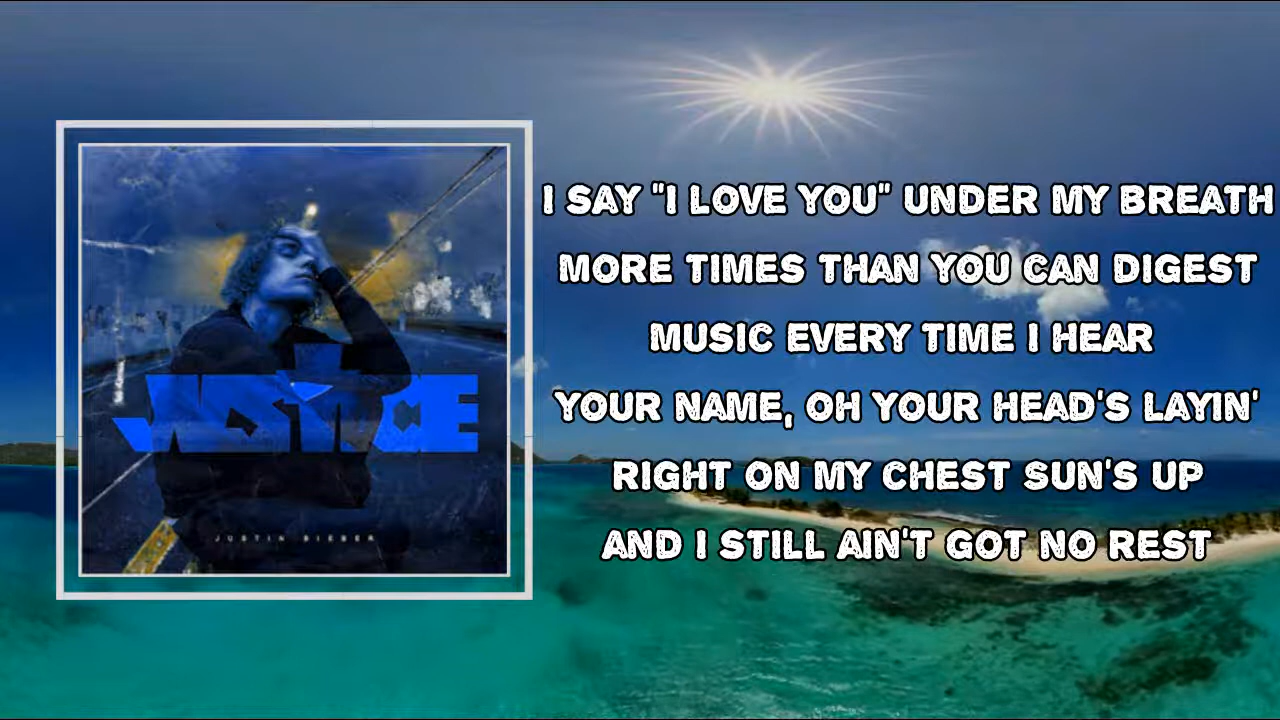 JUSTICE
JUSTIN BIEBER
I SAY "I LOVE YOU" UNDER MY BREATH
MORE TIMES THAN YOU CAN DIGEST
MUSIC EVERY TIME I HEAR
YOUR NAME, OH YOUR HEAD'S LAYIN'
RIGHT ON MY CHEST SUN'S UP
AND I STILL AIN'T GOT NO REST